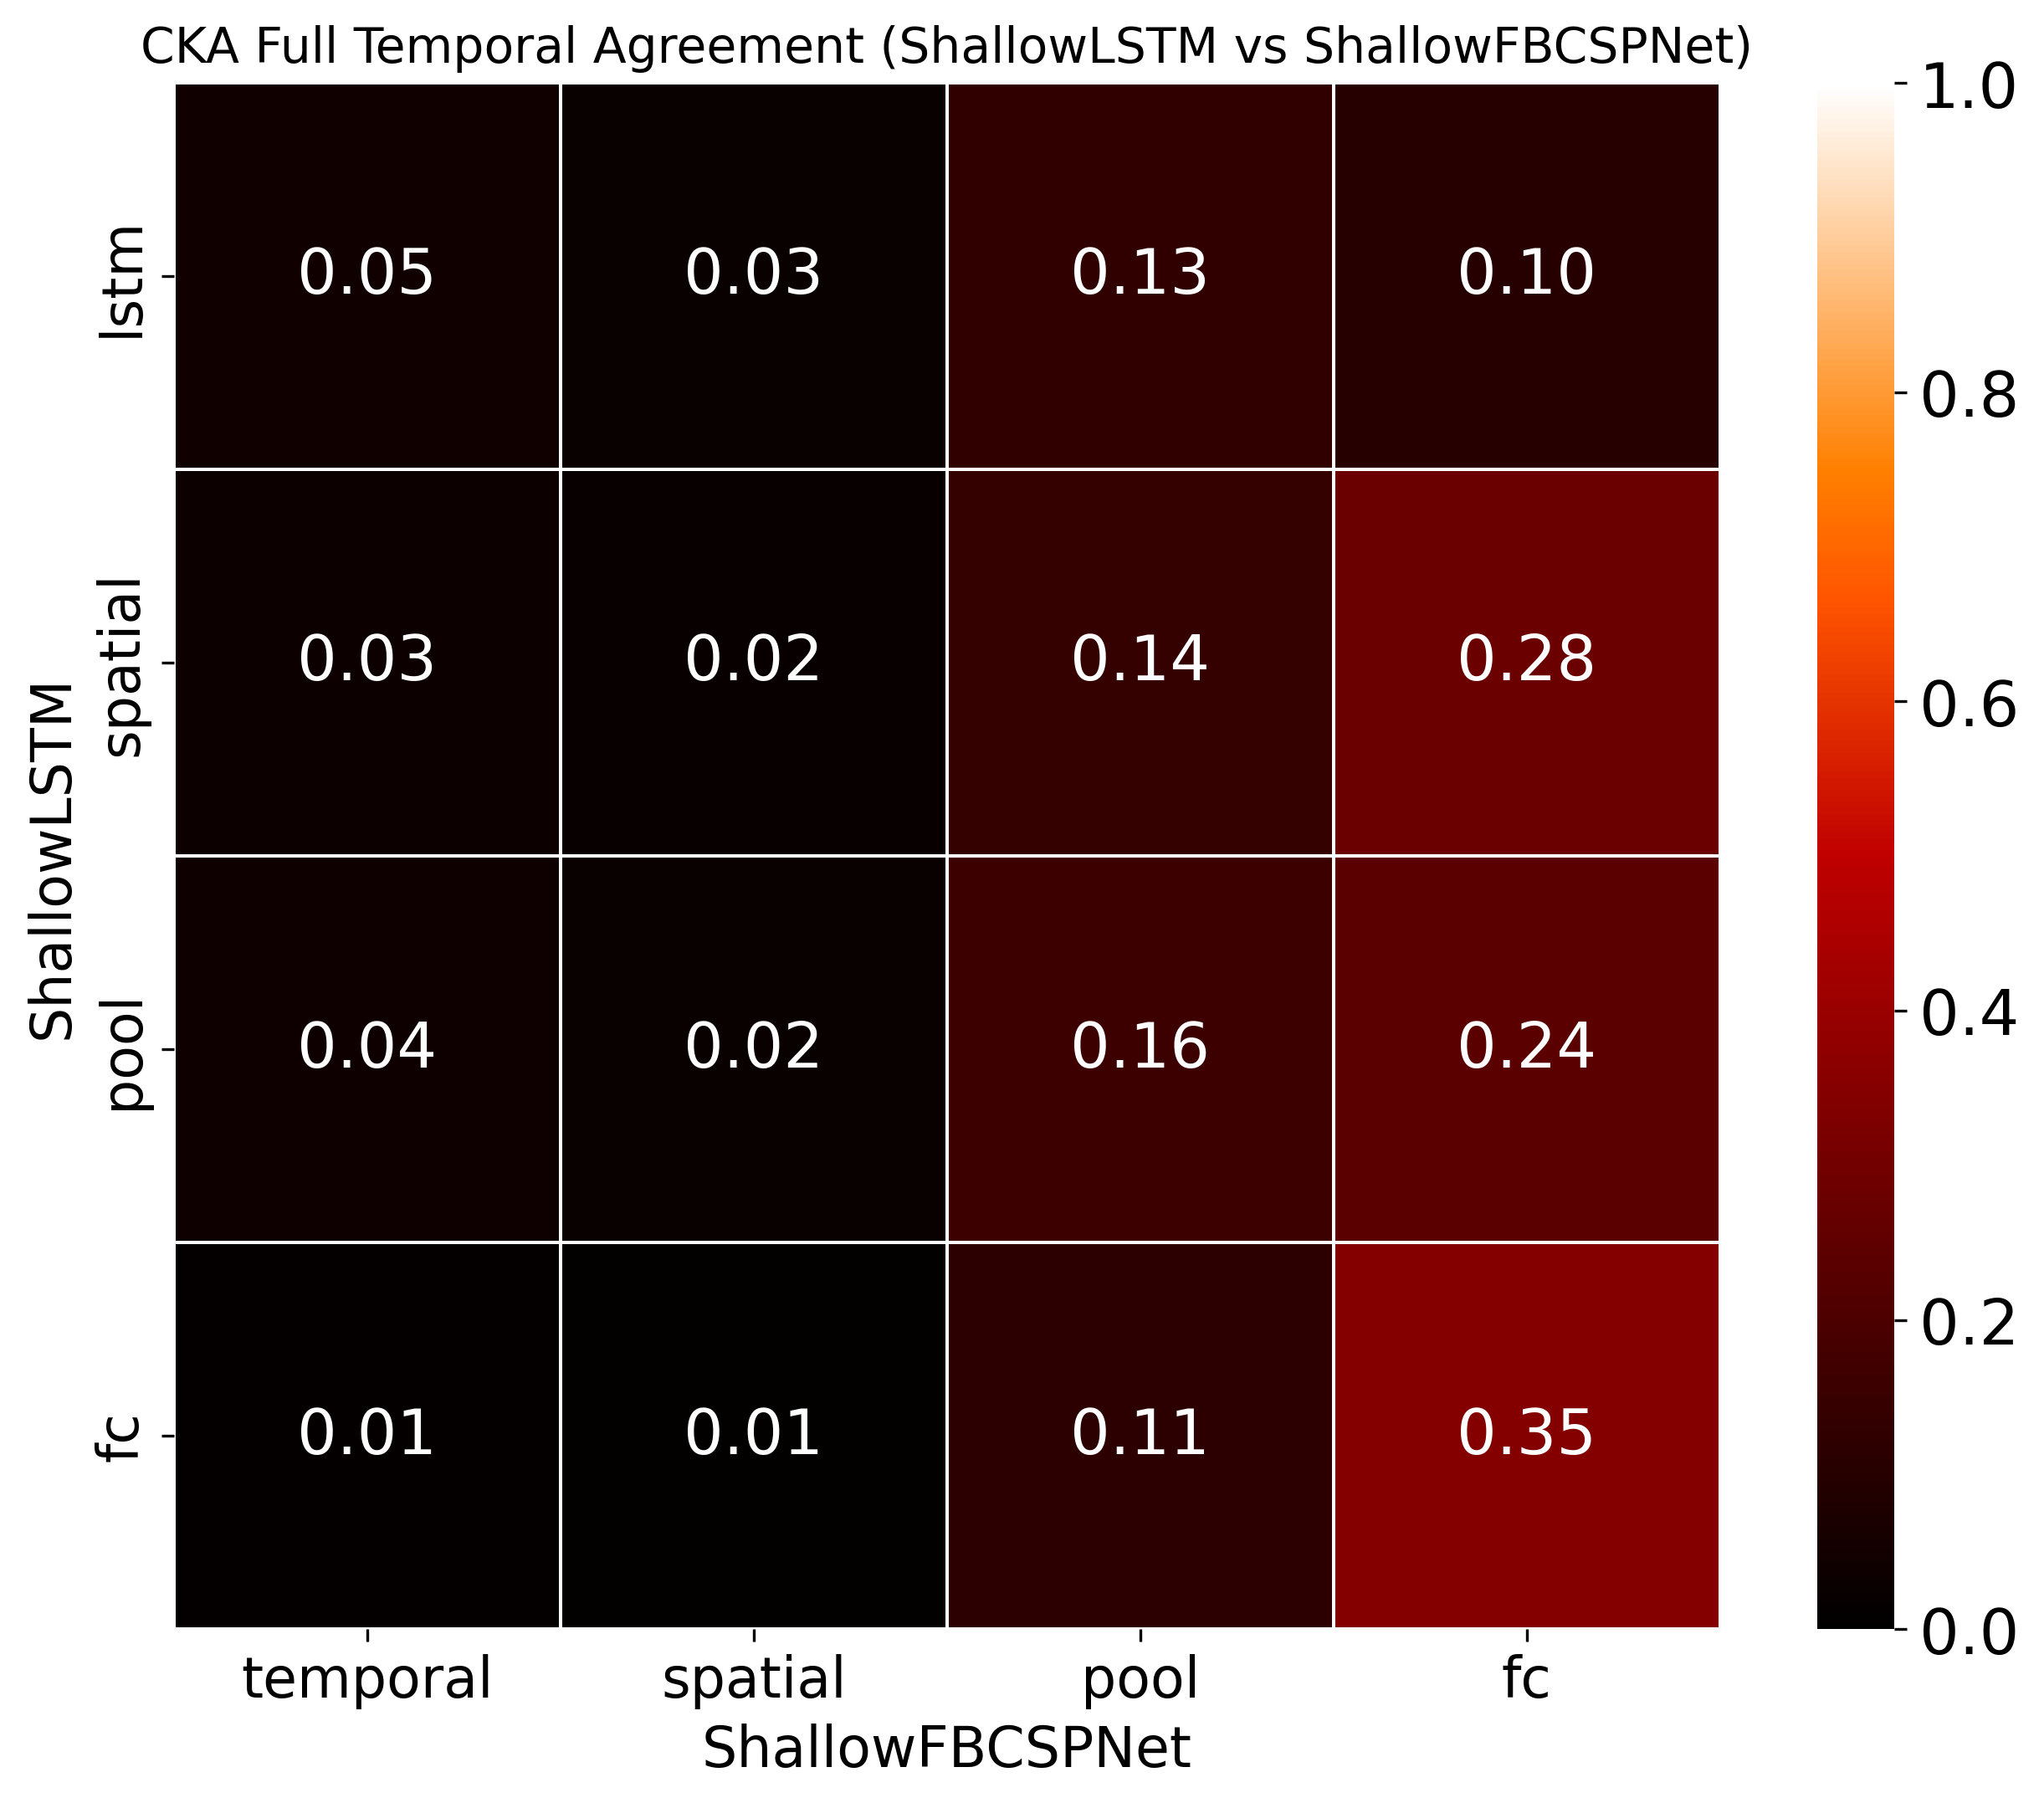 CKA Full Temporal Agreement (ShallowLSTM vs ShallowFBCSPNet)
ShallowLSTM
lstm
0.05 0.03 0.13 0.10
spatial
0.03 0.02 0.14 0.28
pool
0.04 0.02 0.16 0.24
fc
0.01 0.01 0.11 0.35
temporal spatial pool fc
ShallowFBCSPNet
1.0
0.8
0.6
0.4
0.2
0.0